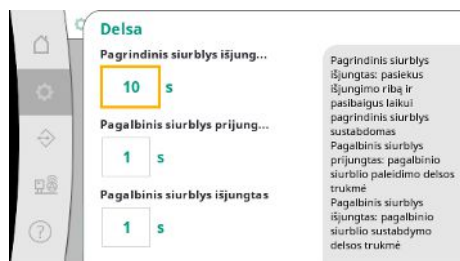 Delsa
Pagrindinis siurblys išjung...
10 s
Pagalbinis siurblys prijung...
1 s
Pagalbinis siurblys išjungtas
1 s
Pagrindinis siurblys
išjungtas: pasiekus
išjungimo ribą ir
pasibaigus laikui
pagrindinis siurblys
sustabdomas
Pagalbinis siurblys
prijungtas: pagalbinio
siurblio paleidimo delsos
trukmė
Pagalbinis siurblys
išjungtas: pagalbinio
siurblio sustabdymo
delsos trukmė
?